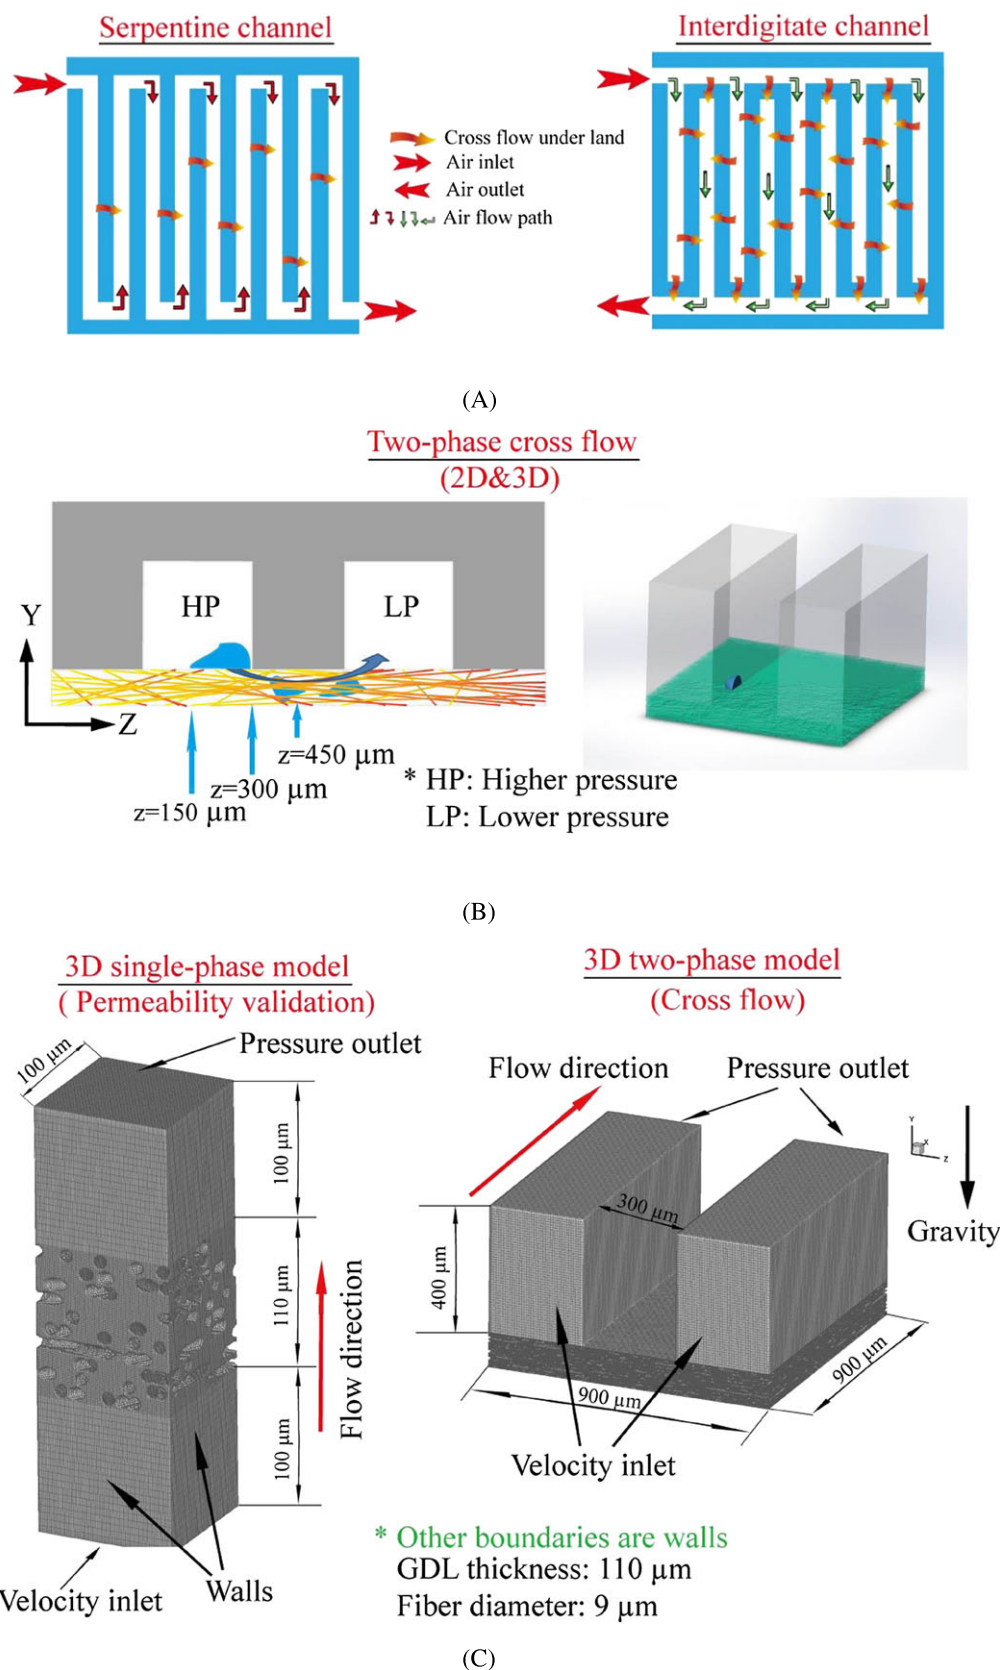 Serpentine channel
Interdigitate channel
Cross flow under land
Air inlet
Air outlet
Air flow path
(A)
Two-phase cross flow
(2D&3D)
HP
LP
Y
Z
z=450 µm
z=300 µm
z=150 µm
* HP: Higher pressure
LP: Lower pressure
(B)
3D single-phase model
( Permeability validation)
3D two-phase model
(Cross flow)
100 µm
Pressure outlet
100 µm
110 µm
100 µm
Flow direction
Velocity inlet
Walls
Flow direction
Pressure outlet
Y
X
Z
Gravity
300 µm
400 µm
900 µm
900 µm
Velocity inlet
* Other boundaries are walls
GDL thickness: 110 µm
Fiber diameter: 9 µm
(C)